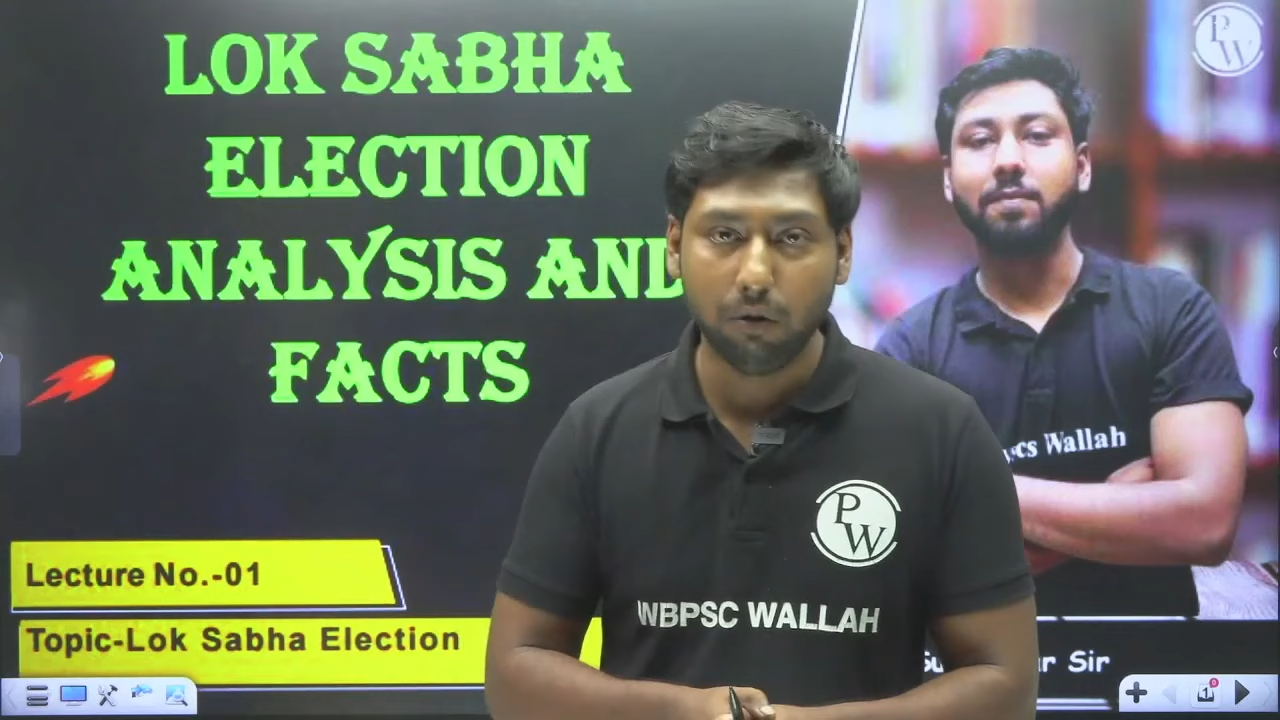 LOK SABHA
ELECTION
ANALYSIS AND
FACTS
PW
Wallah
PW
WBPSC WALLAH
Lecture No.-01
Topic-Lok Sabha Election
Sir
1